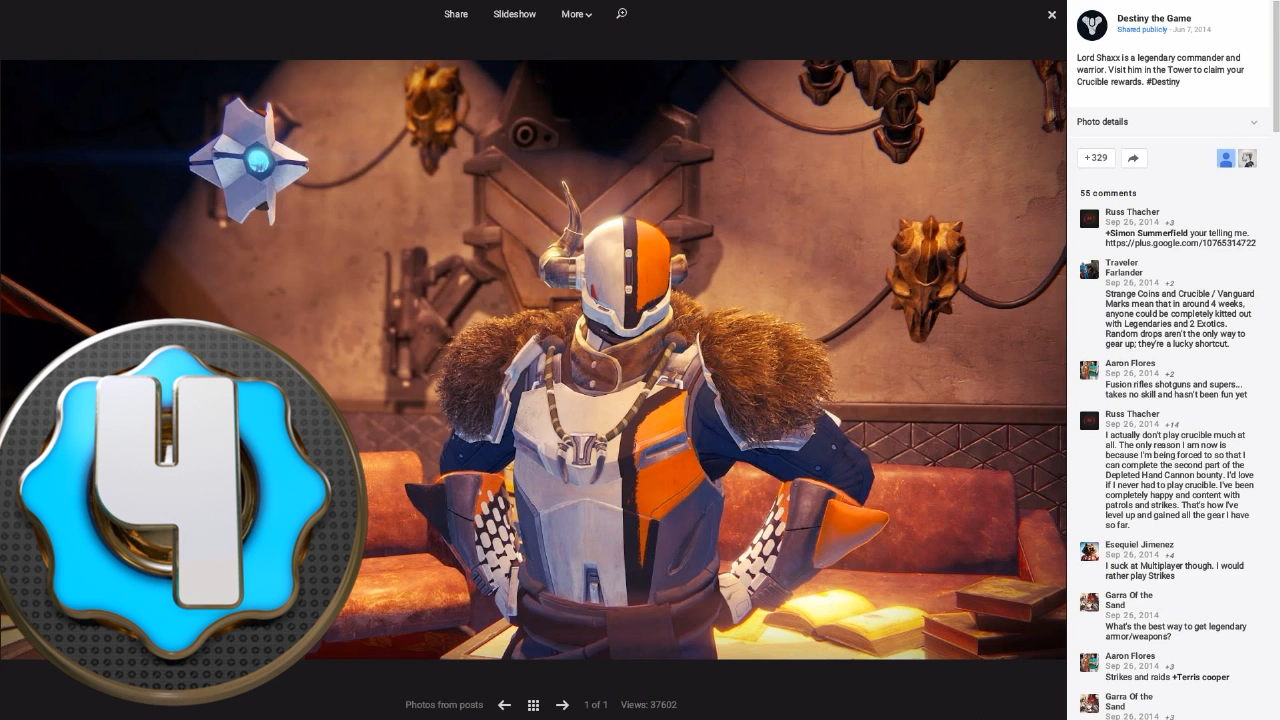 Share Slideshow More
Destiny the Game
Shared publicly - Jun 7, 2014
Lord Shaxx is a legendary commander and
warrior. Visit him in the Tower to claim your
Crucible rewards. #Destiny
Photo details
+329
55 comments
Russ Thacher
Sep 26, 2014 +3
+Simon Summerfield your telling me.
https://plus.google.com/10765314722
Traveler
Farlander
Sep 26, 2014 +2
Strange Coins and Crucible / Vanguard
Marks mean that in around 4 weeks,
anyone could be completely kitted out
with Legendaries and 2 Exotics.
Random drops aren't the only way to
gear up; they're a lucky shortcut.
Aaron Flores
Sep 26, 2014 +2
Fusion rifles shotguns and supers...
takes no skill and hasn't been fun yet
Russ Thacher
Sep 26, 2014 +14
I actually don't play crucible much at
all. The only reason I am now is
because I'm being forced to so that I
can complete the second part of the
Depleted Hand Cannon bounty. I'd love
if I never had to play crucible. I've been
completely happy and content with
patrols and strikes. That's how I've
level up and gained all the gear I have
so far.
Esequiel Jimenez
Sep 26, 2014 +4
I suck at Multiplayer though. I would
rather play Strikes
Garra Of the
Sand
Sep 26, 2014
What's the best way to get legendary
armor/weapons?
Aaron Flores
Sep 26, 2014 +3
Strikes and raids +Terris cooper
Garra Of the
Sand
Sep 26, 2014 +3
Photos from posts 1 of 1 Views: 37602